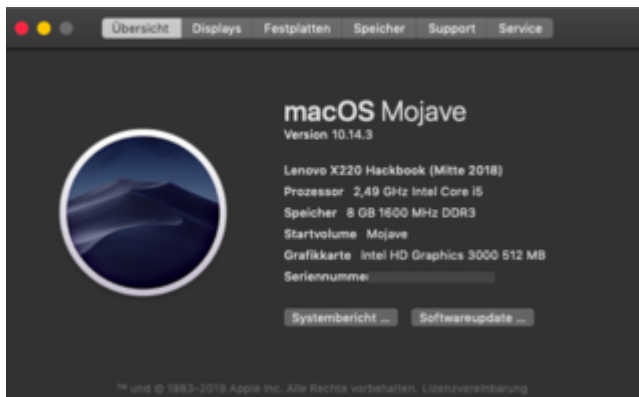 Übersicht Displays Festplatten Speicher Support Service
macOS Mojave
Version 10.14.3
Lenovo X220 Hackbook (Mitte 2018)
Prozessor 2,49 GHz Intel Core i5
Speicher 8 GB 1600 MHz DDR3
Startvolume Mojave
Grafikkarte Intel HD Graphics 3000 512 MB
Seriennummer
Systembericht ... Softwareupdate ...
™ und © 1983-2019 Apple Inc. Alle Rechte vorbehalten. Lizenzvereinbarung